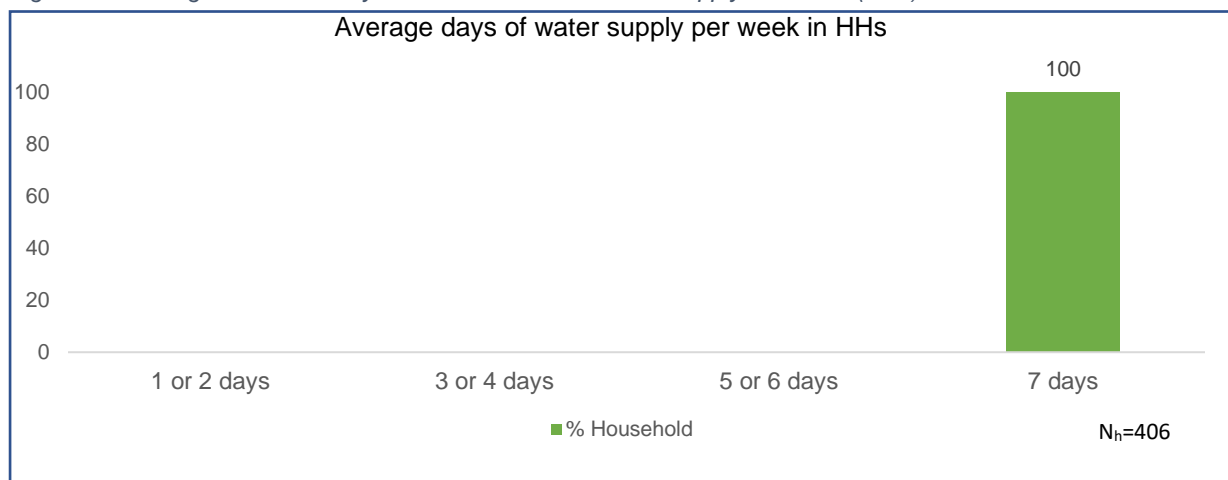 Average days of water supply per week in HHs
100
100
80
60
40
20
0
1 or 2 days 3 or 4 days 5 or 6 days 7 days
% Household
Nₕ=406